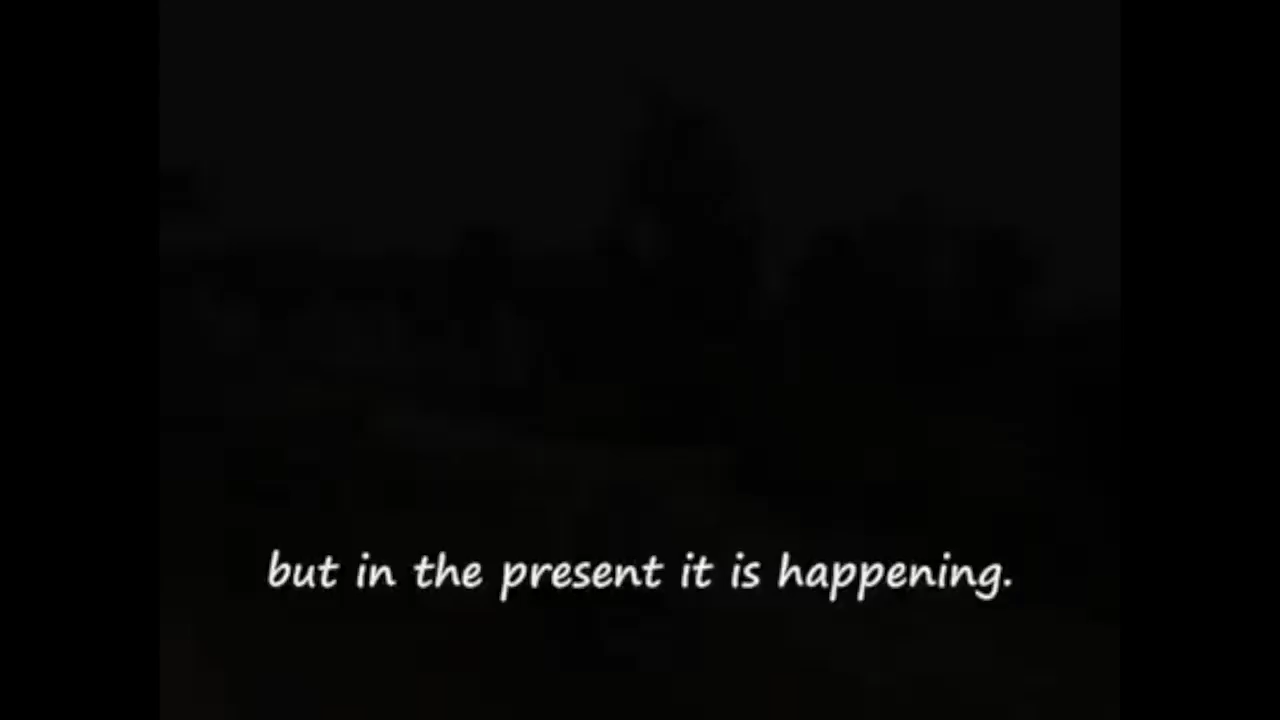 but in the present it is happening.